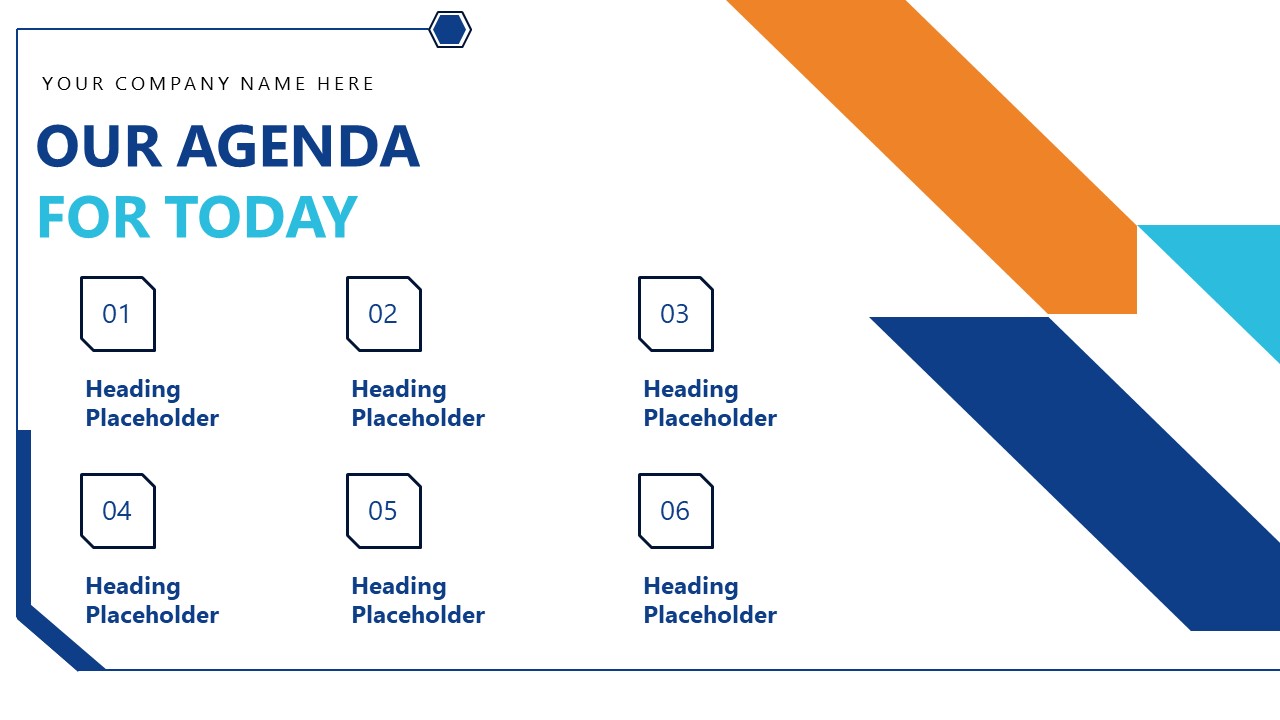 YOUR COMPANY NAME HERE
OUR AGENDA
FOR TODAY
01
Heading
Placeholder
02
Heading
Placeholder
03
Heading
Placeholder
04
Heading
Placeholder
05
Heading
Placeholder
06
Heading
Placeholder